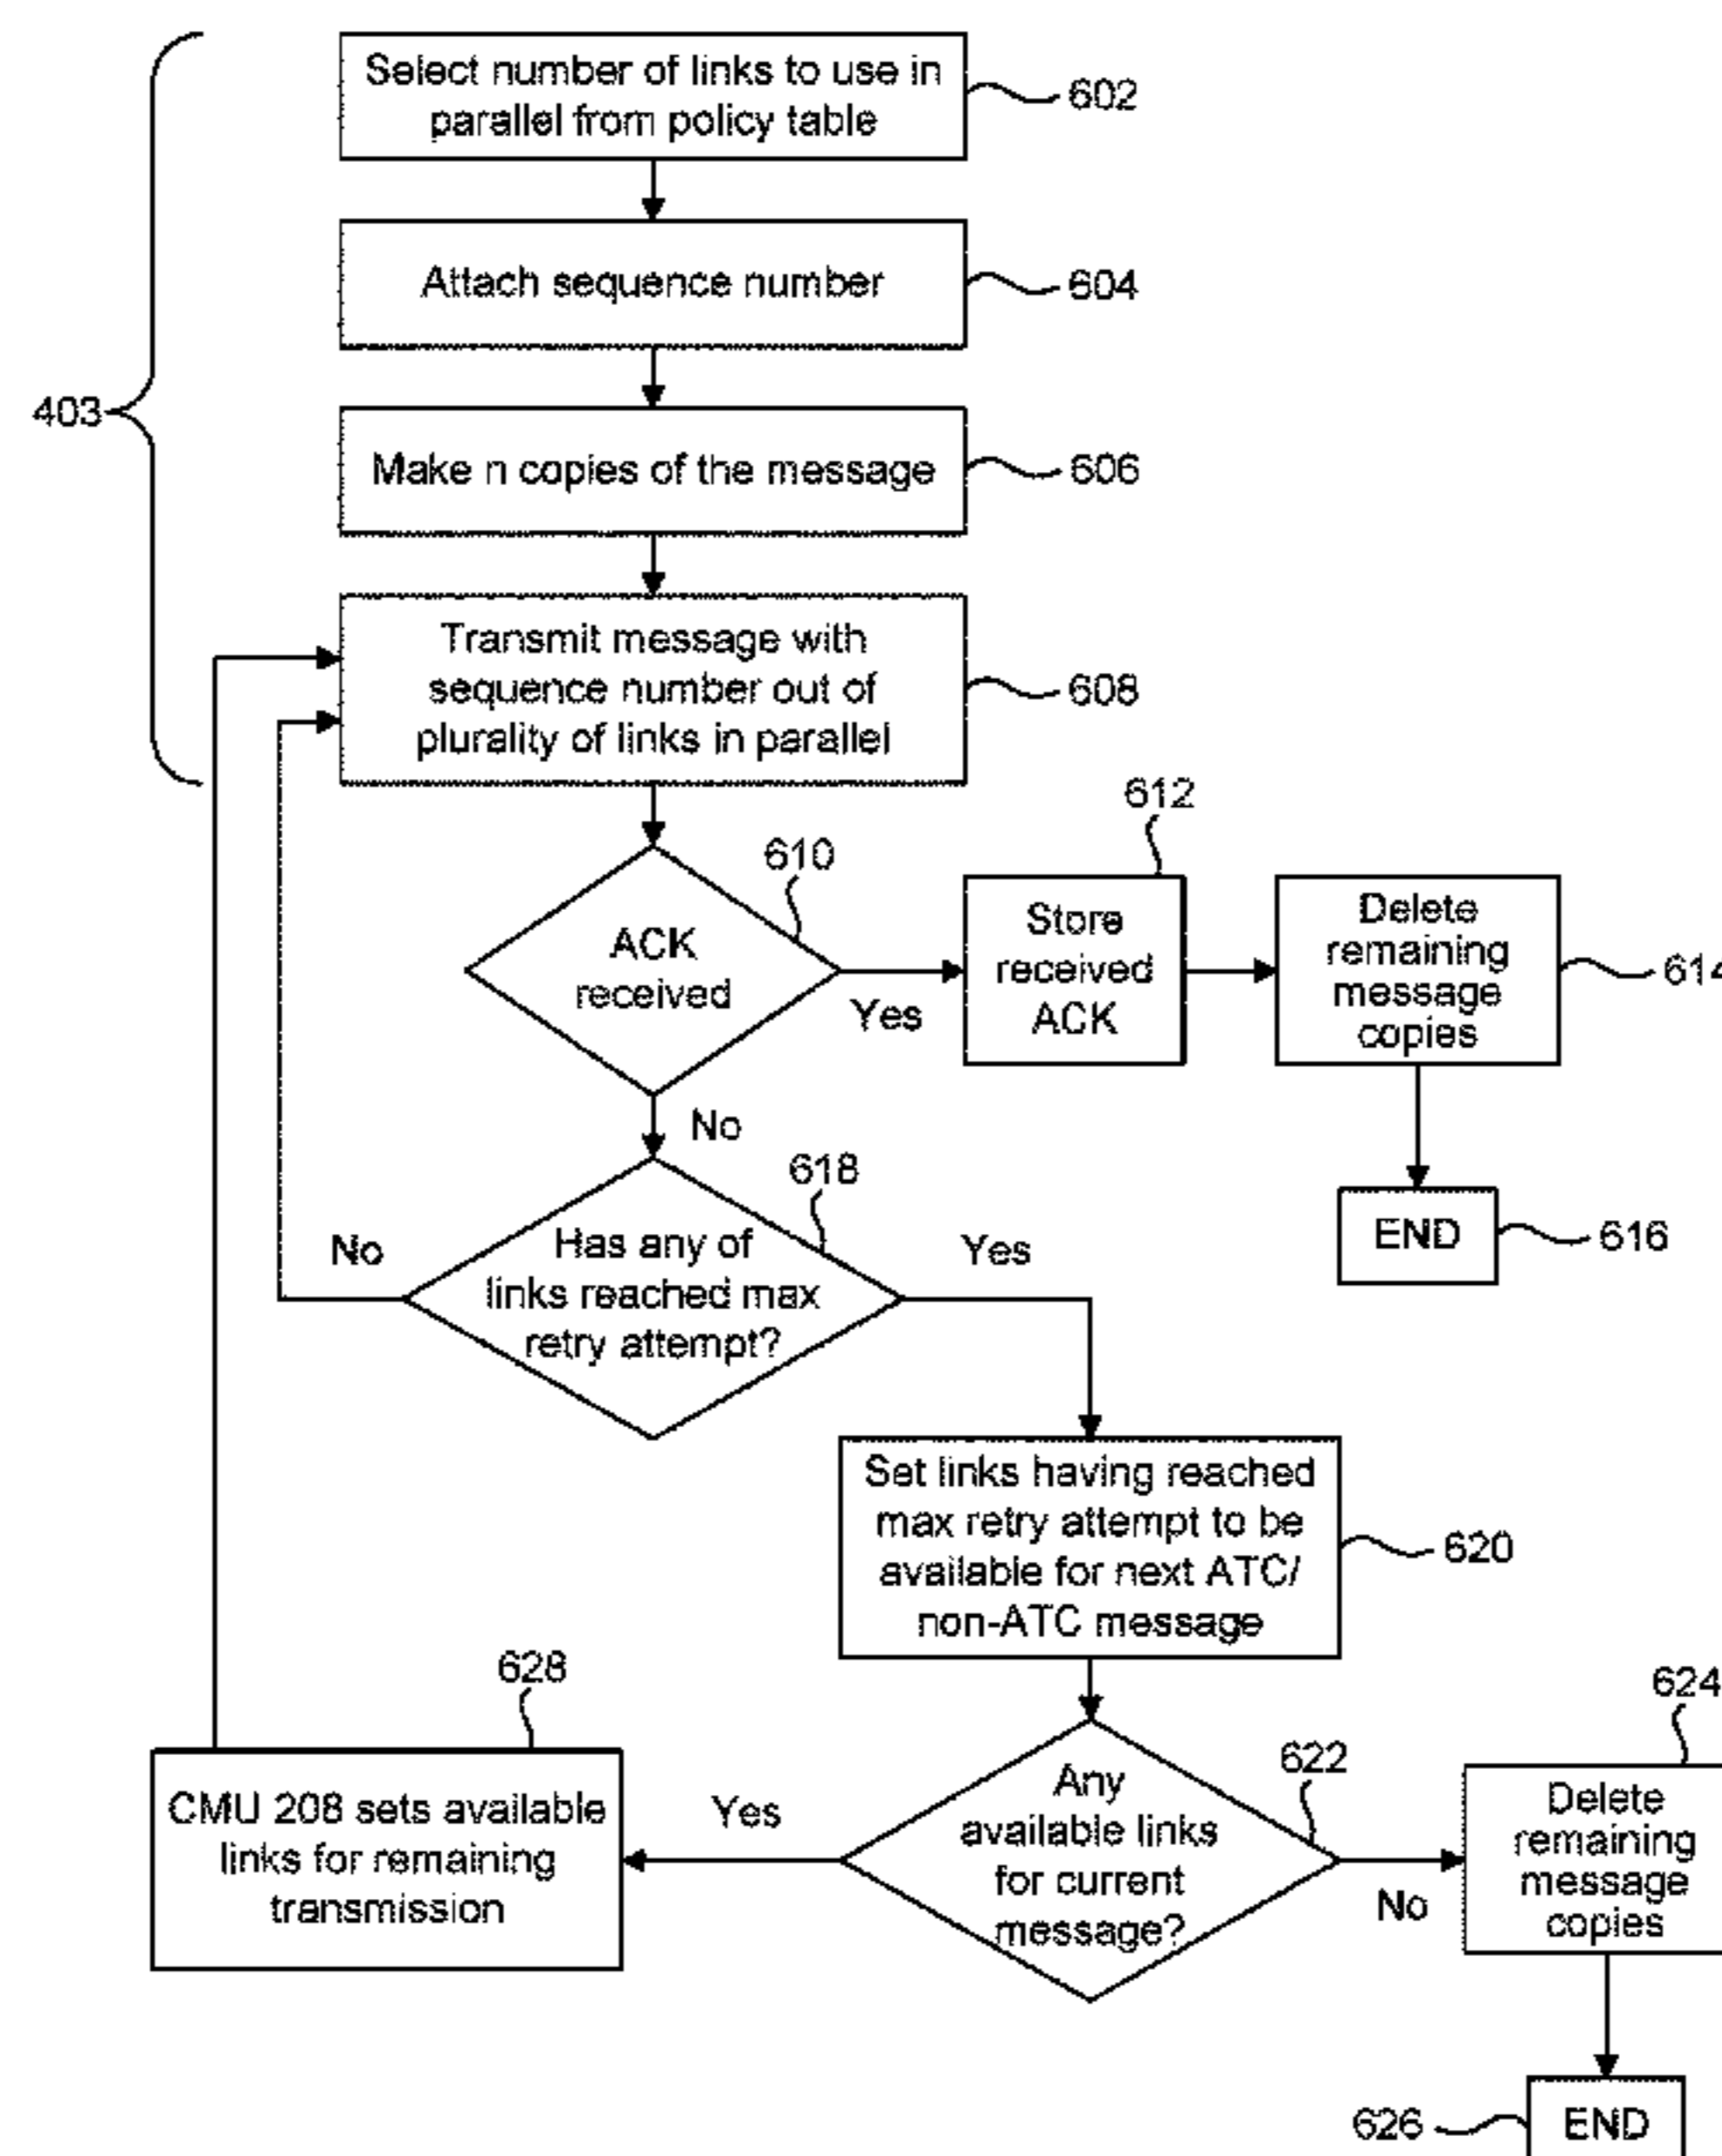 Select number of links to use in
parallel from policy table
602
Attach sequence number
604
403
Make n copies of the message
606
Transmit message with
sequence number out of
plurality of links in parallel
608
612
610
ACK
received
Yes
Store
received
ACK
Delete
remaining
message
copies
614
No
618
END
616
No
Has any of
links reached max
retry attempt?
Yes
Set links having reached
max retry attempt to be
available for next ATC/
non-ATC message
620
628
624
622
CMU 208 sets available
links for remaining
transmission
Yes
Any
available links
for current
message?
No
Delete
remaining
message
copies
626
END